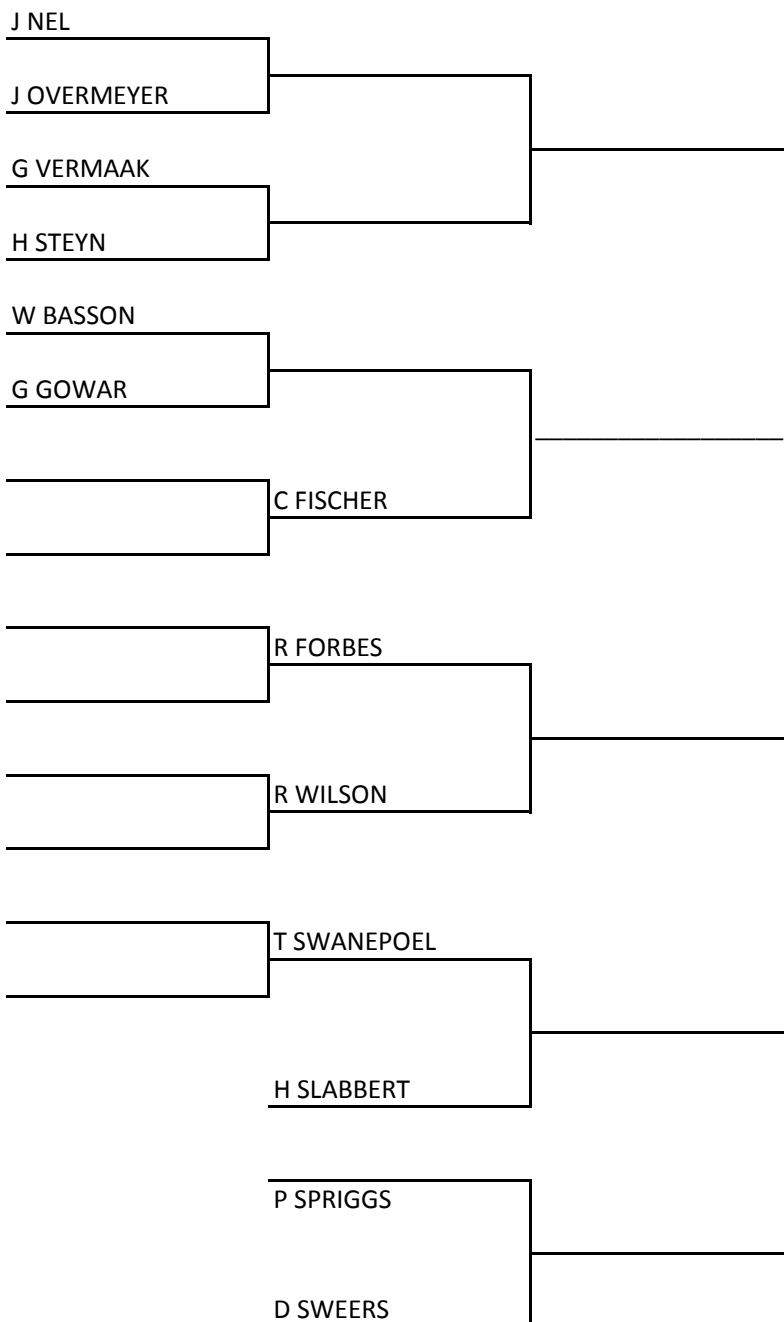 J NEL
J OVERMEYER
G VERMAAK
H STEYN
W BASSON
G GOWAR
C FISCHER
R FORBES
R WILSON
T SWANEPOEL
H SLABBERT
P SPRIGGS
D SWEERS